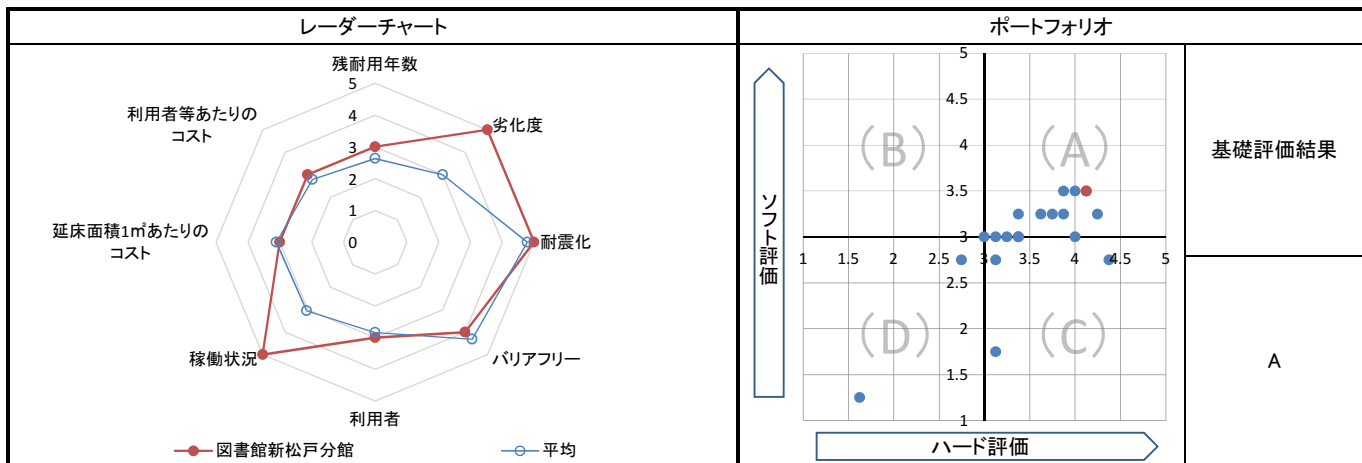 レーダーチャート
残耐用年数
劣化度
耐震化
バリアフリー
利用者
稼働状況
延床面積1㎡あたりの
コスト
利用者等あたりの
コスト
5
4
3
2
1
0
図書館新松戸分館
平均
ポートフォリオ
ソフト評価
5
4.5
4
3.5
3
2.5
2
1.5
1
1
1.5
2
2.5
3
3.5
4
4.5
5
(B)
(A)
(D)
(C)
ハード評価
基礎評価結果
A